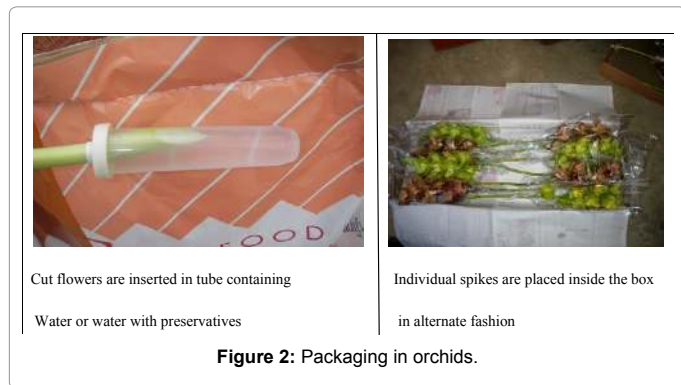 FOOD
Cut flowers are inserted in tube containing
Water or water with preservatives
Individual spikes are placed inside the box
in alternate fashion
Figure 2: Packaging in orchids.